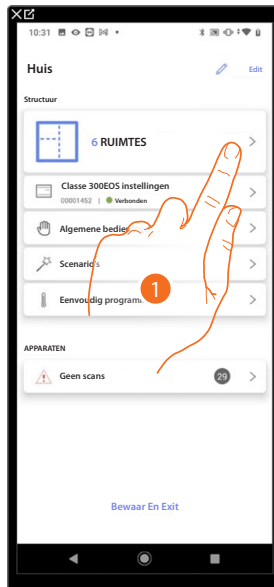 10:31
Huis
Edit
Structuur
6 RUIMTES
Classe 300EOS instellingen
00001452 | Verbonden
Algemene bedie
Scenario's
Eenvoudig program
1
APPARATEN
Geen scans
29
Bewaar En Exit